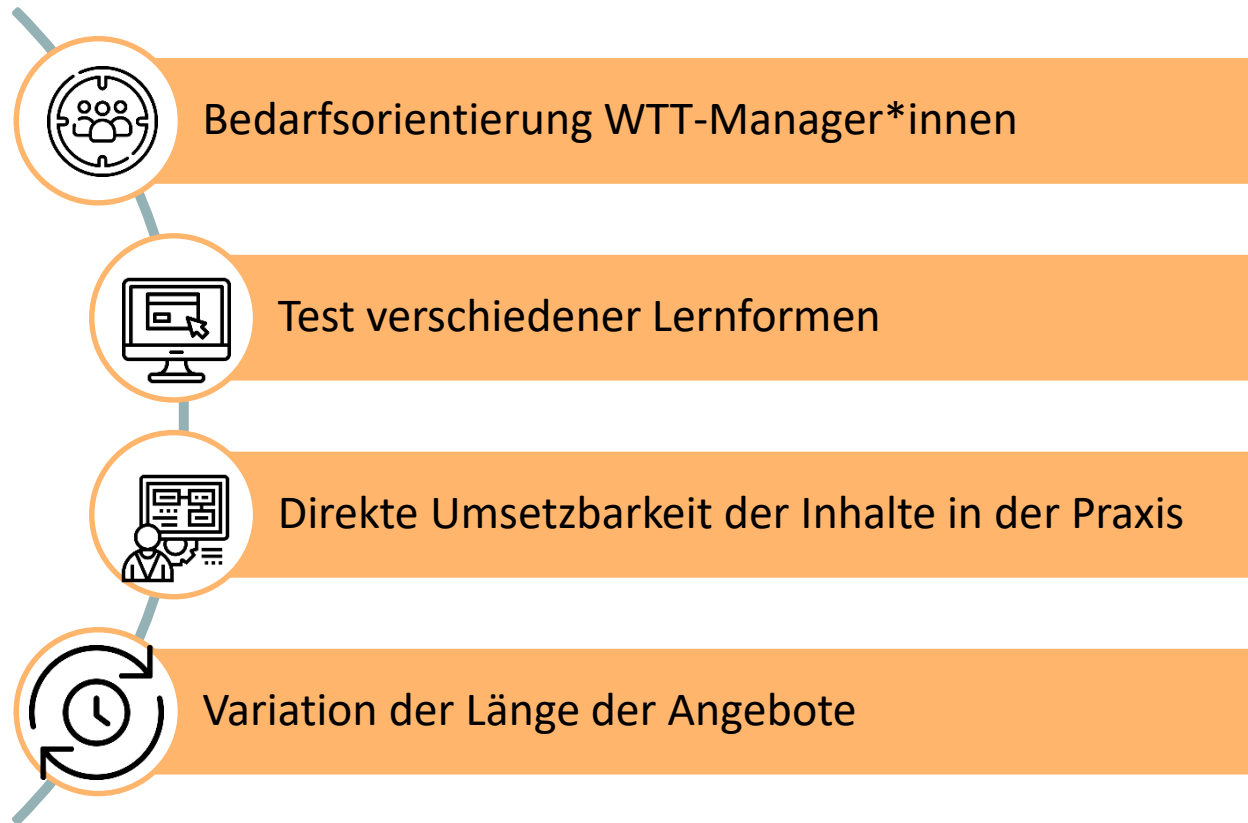 Bedarfsorientierung WTT-Manager*innen
Test verschiedener Lernformen
Direkte Umsetzbarkeit der Inhalte in der Praxis
Variation der Länge der Angebote